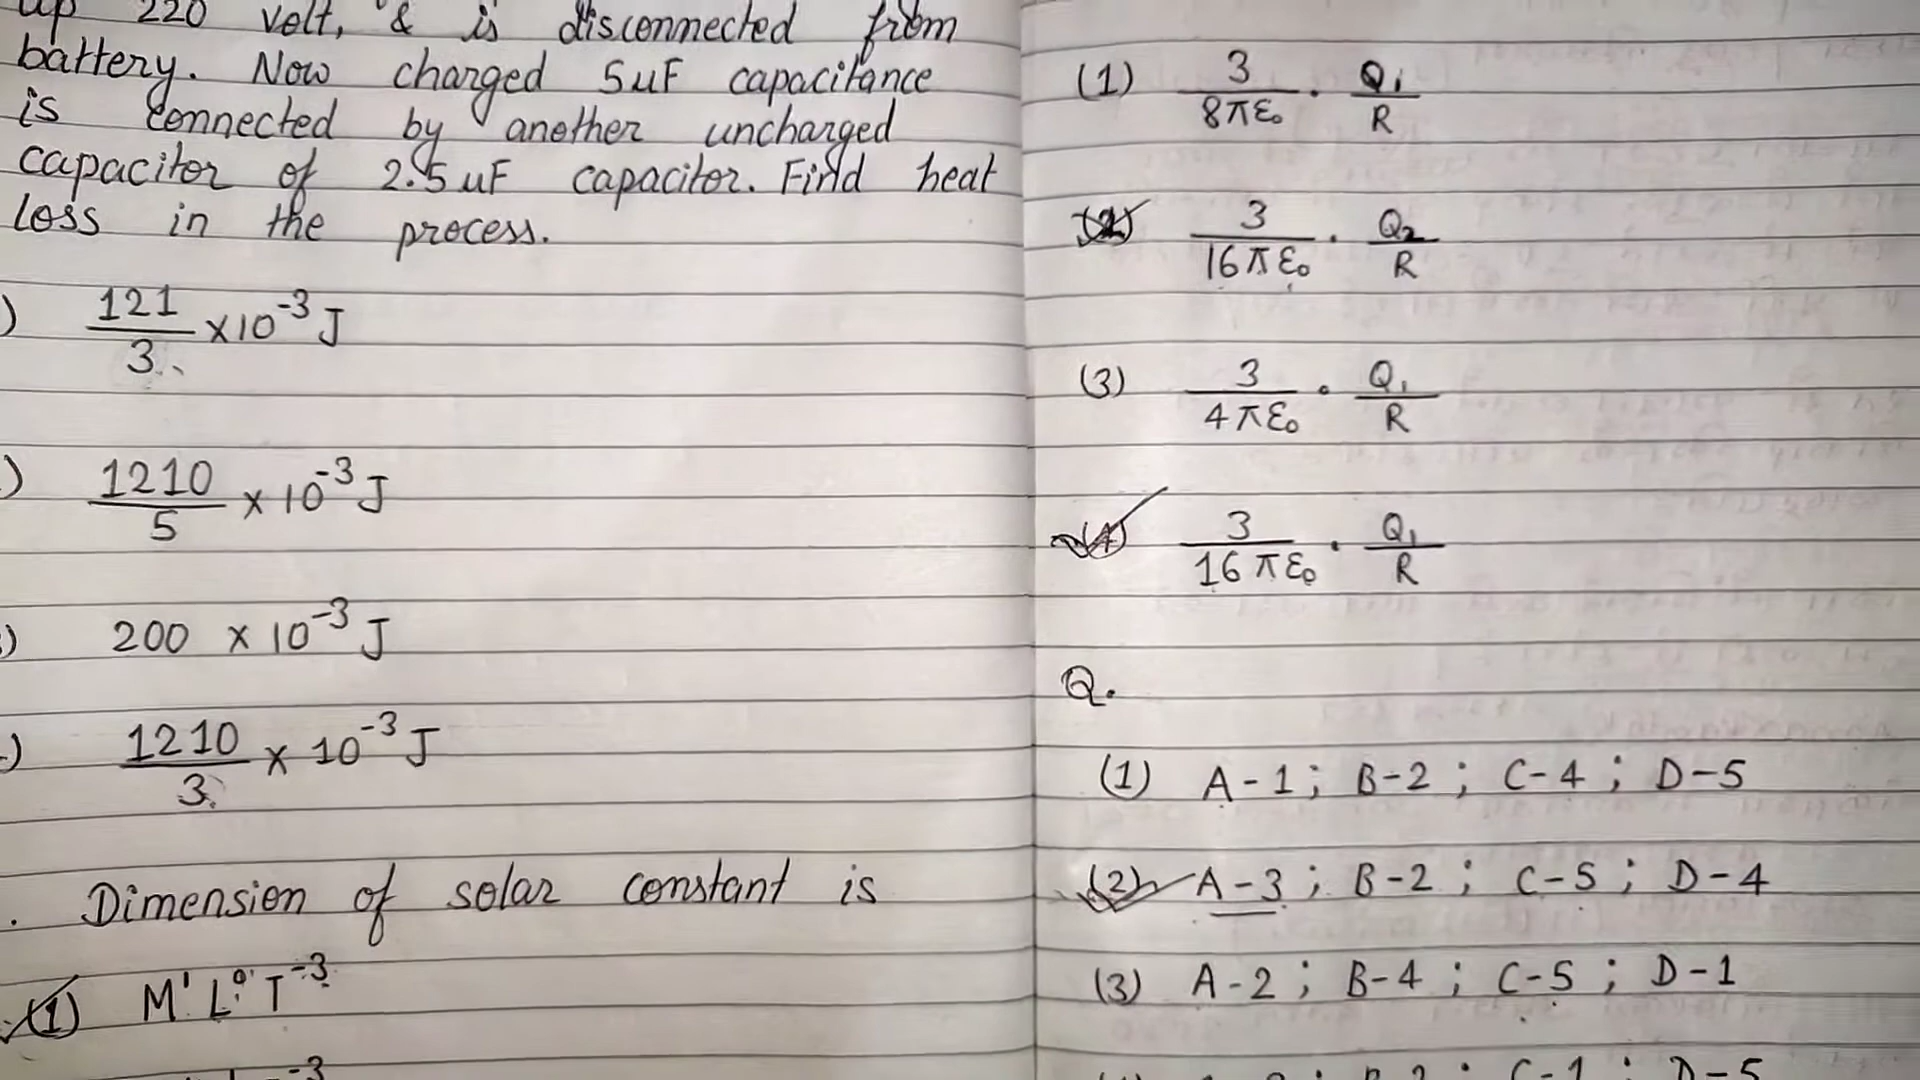 up 220 volt, & is disconnected from
battery. Now charged 5uF capacitance
is connected by another uncharged
capacitor of 2.5uF capacitor. Find heat
loss in the process.
) 121/3 ×10⁻³ J
) 1210/5 × 10⁻³ J
) 200 × 10⁻³ J
) 1210/3 × 10⁻³ J
. Dimension of solar constant is
(1) M¹ L⁰ T⁻³
-3
(1) 3/8πε₀ · Q₁/R
3/16πε₀ · Q₂/R
(3) 3/4πε₀ · Q₁/R
(4) 3/16πε₀ · Q₁/R
Q.
(1) A-1 ; B-2 ; C-4 ; D-5
(2) A-3 ; B-2 ; C-5 ; D-4
(3) A-2 ; B-4 ; C-5 ; D-1
C-1 ; D-5